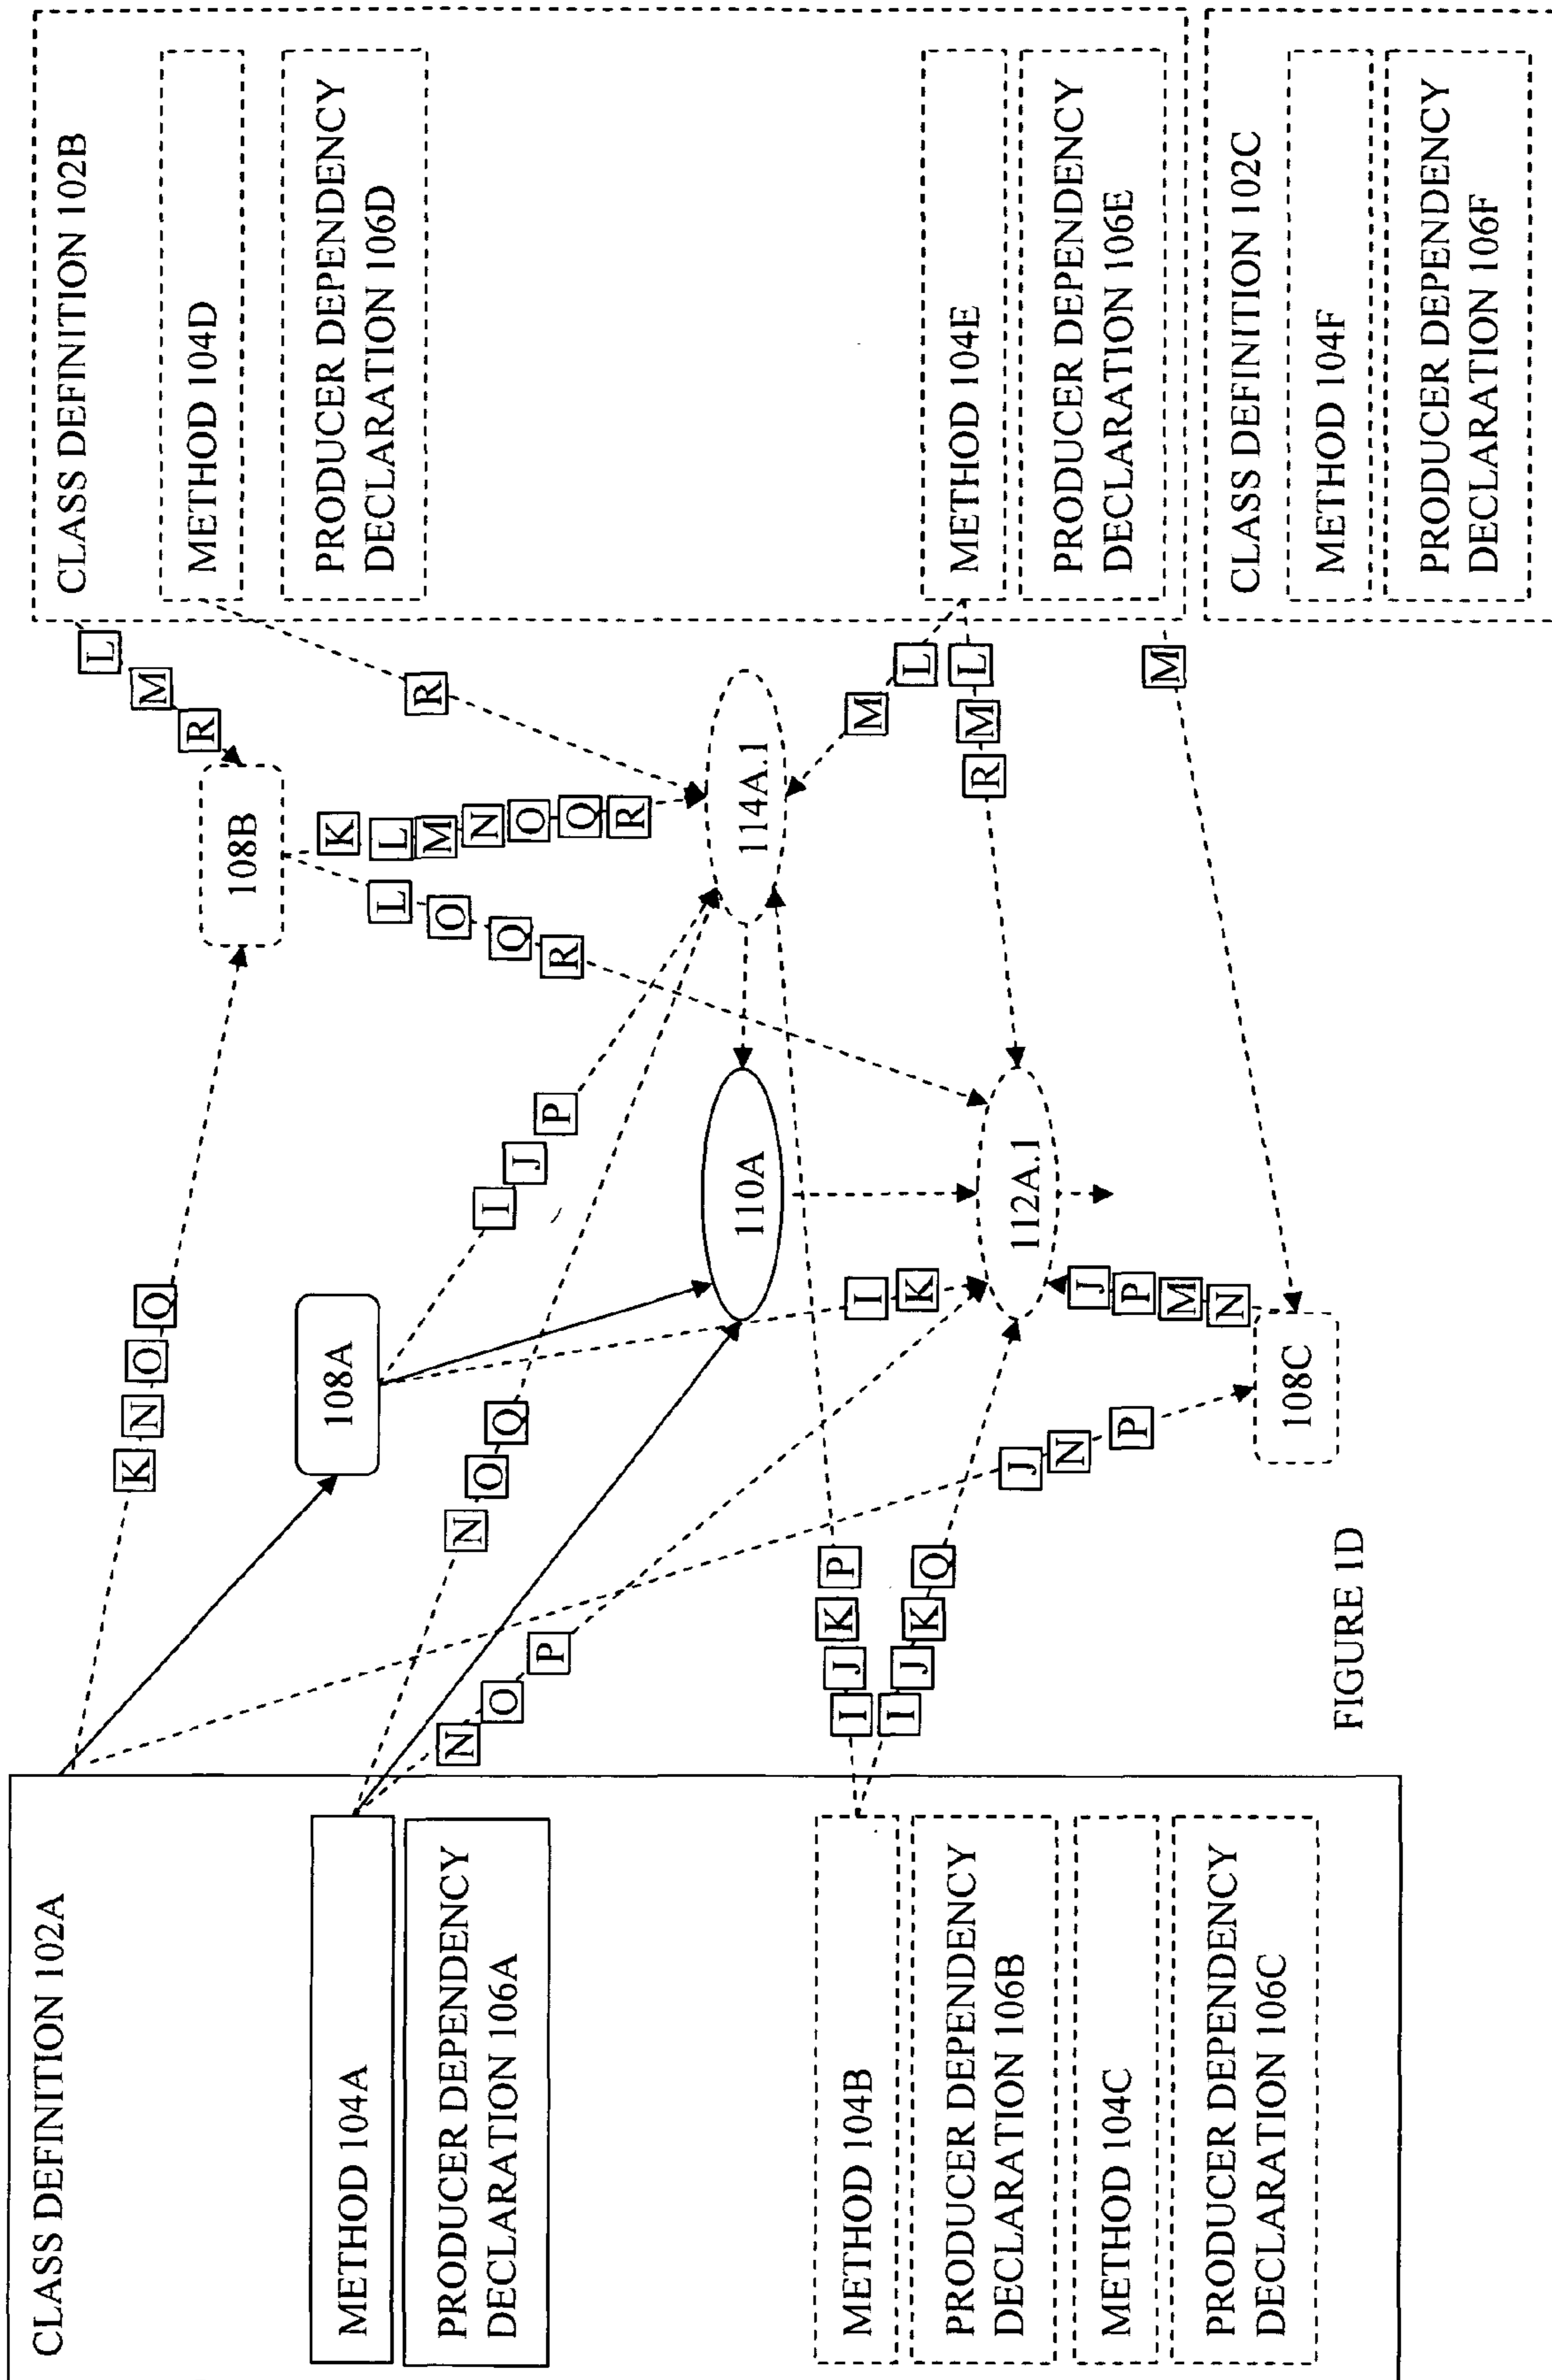 CLASS DEFINITION 102A
METHOD 104A
PRODUCER DEPENDENCY
DECLARATION 106A
METHOD 104B
PRODUCER DEPENDENCY
DECLARATION 106B
METHOD 104C
PRODUCER DEPENDENCY
DECLARATION 106C
K N O Q
108A
I J P
N O Q
N O P
110A
I K
I J K P
I J K Q
J N P
112A.1
J P M N
108C
108B
K L M N O Q R
L O Q R
114A.1
L M R
R
M L
R M L
M
CLASS DEFINITION 102B
METHOD 104D
PRODUCER DEPENDENCY
DECLARATION 106D
METHOD 104E
PRODUCER DEPENDENCY
DECLARATION 106E
CLASS DEFINITION 102C
METHOD 104F
PRODUCER DEPENDENCY
DECLARATION 106F
FIGURE 1D